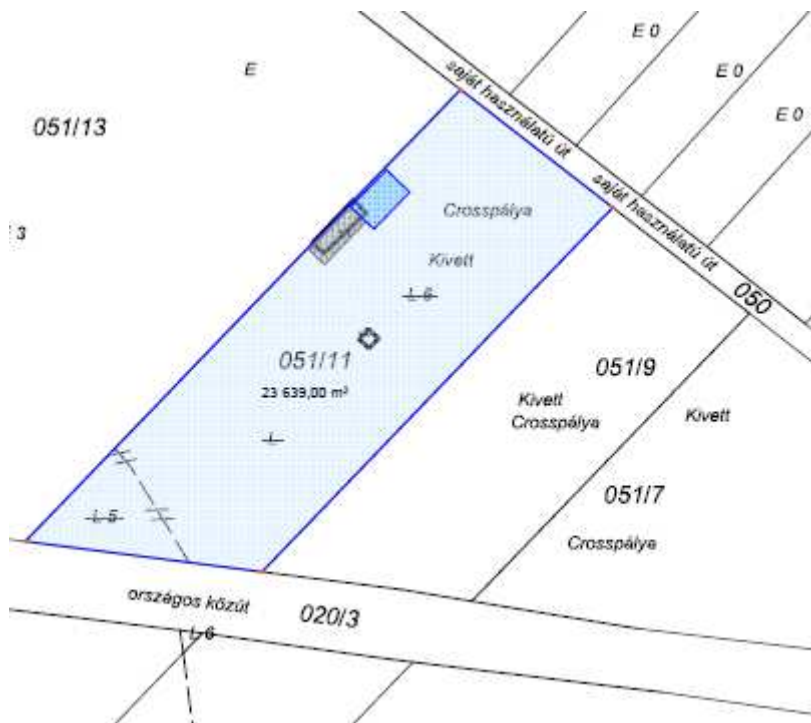 E 0
E
saját használatú út
E 0
051/13
E 0
: 3
Crosspálya
saját használatú út
Kivett
L 6
050
051/11
051/9
23 639,00 m²
Kivett
Crosspálya
Kivett
L
051/7
L 5
Crosspálya
országos közút
020/3
L 6